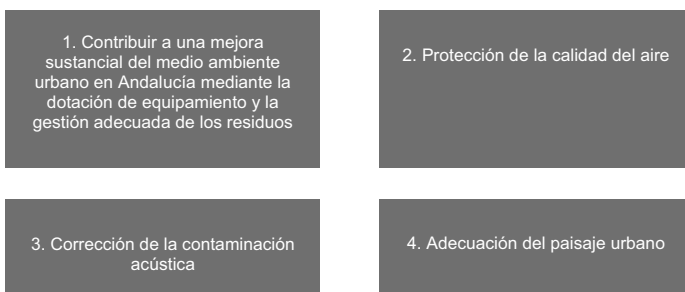 1. Contribuir a una mejora
sustancial del medio ambiente
urbano en Andalucía mediante la
dotación de equipamiento y la
gestión adecuada de los residuos
2. Protección de la calidad del aire
3. Corrección de la contaminación
acústica
4. Adecuación del paisaje urbano